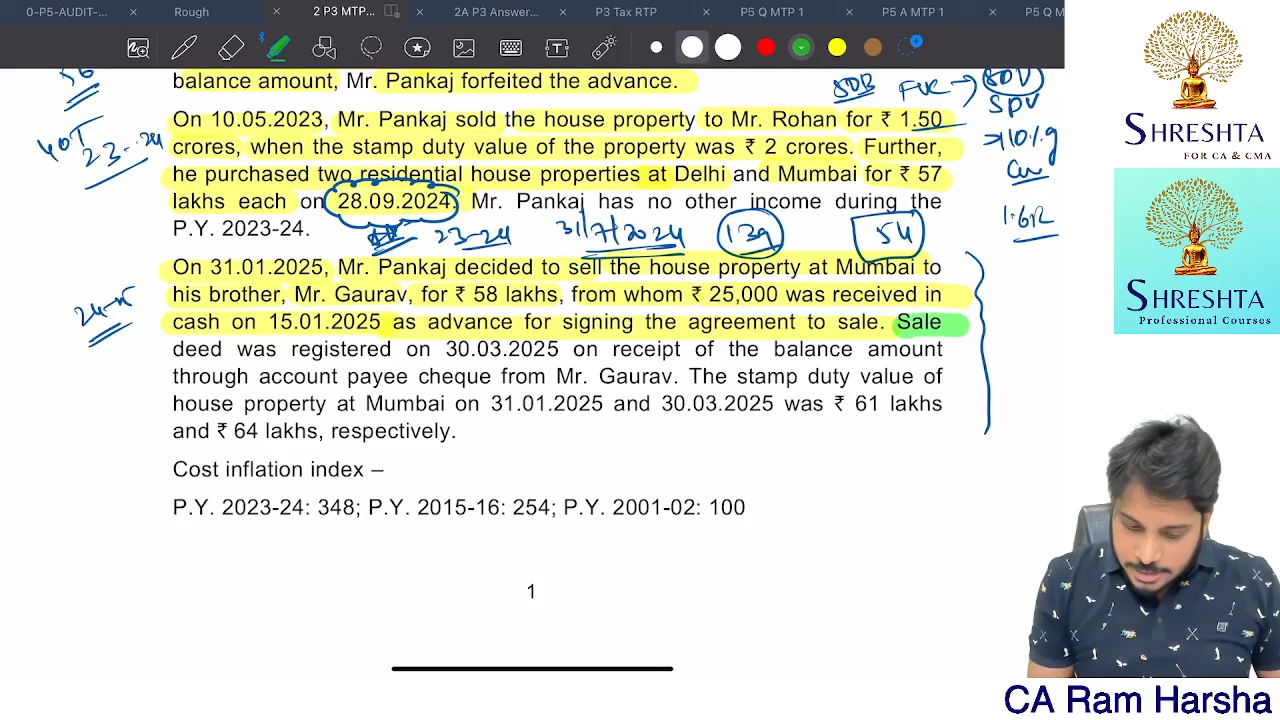 0-P5-AUDIT-... × Rough × 2 P3 MTP... × 2A P3 Answer... × P3 Tax RTP × P5 Q MTP 1 × P5 A MTP 1 × P5 Q M
balance amount, Mr. Pankaj forfeited the advance.
On 10.05.2023, Mr. Pankaj sold the house property to Mr. Rohan for ₹ 1.50
crores, when the stamp duty value of the property was ₹ 2 crores. Further,
he purchased two residential house properties at Delhi and Mumbai for ₹ 57
lakhs each on 28.09.2024. Mr. Pankaj has no other income during the
P.Y. 2023-24.
23-24 31/7/2024 139 54
On 31.01.2025, Mr. Pankaj decided to sell the house property at Mumbai to
his brother, Mr. Gaurav, for ₹ 58 lakhs, from whom ₹ 25,000 was received in
cash on 15.01.2025 as advance for signing the agreement to sale. Sale
deed was registered on 30.03.2025 on receipt of the balance amount
through account payee cheque from Mr. Gaurav. The stamp duty value of
house property at Mumbai on 31.01.2025 and 30.03.2025 was ₹ 61 lakhs
and ₹ 64 lakhs, respectively.
Cost inflation index –
P.Y. 2023-24: 348; P.Y. 2015-16: 254; P.Y. 2001-02: 100
1
56
23-24
24-25
50B FVC → SDV
>10%
SHRESHTA
FOR CA & CMA
SHRESHTA
Professional Courses
CA Ram Harsha